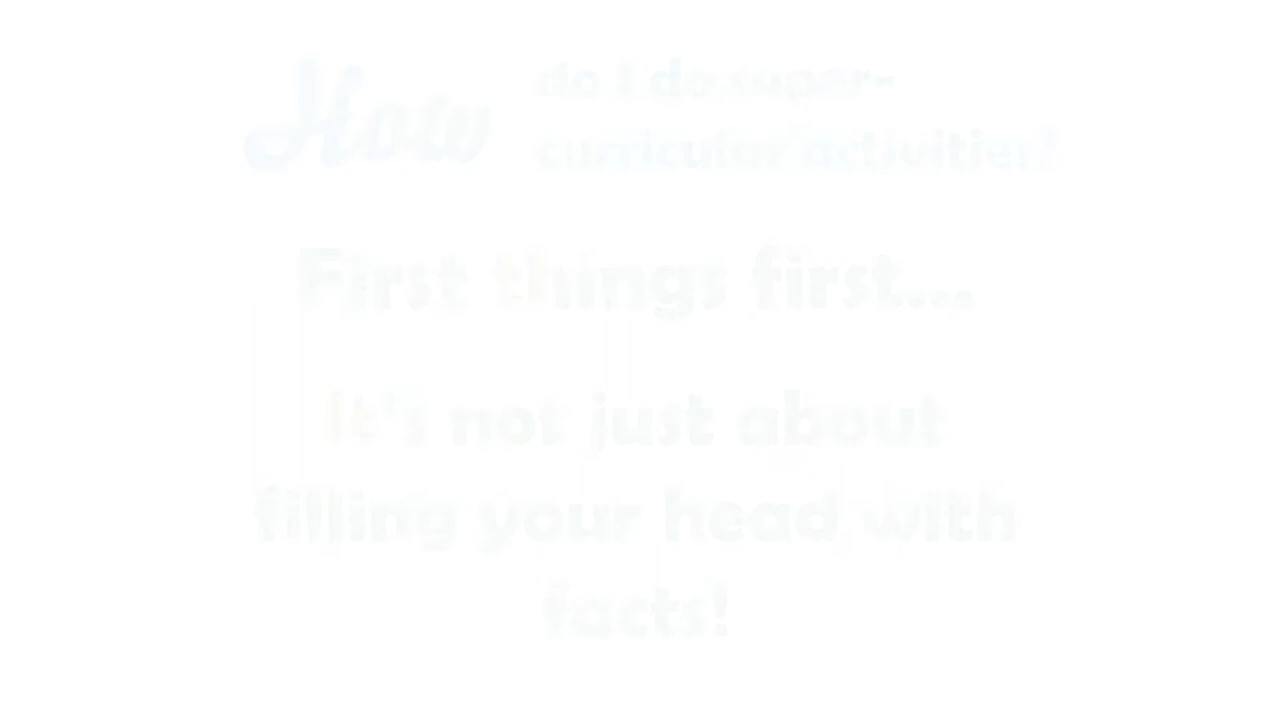 How do I do super-
curricular activities?
First things first...
It's not just about
filling your head with
facts!